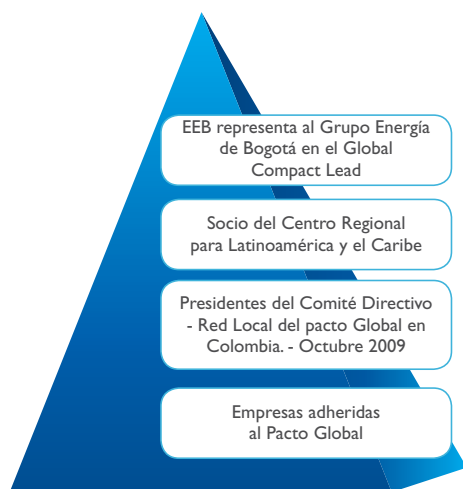 EEB representa al Grupo Energía
de Bogotá en el Global
Compact Lead
Socio del Centro Regional
para Latinoamérica y el Caribe
Presidentes del Comité Directivo
- Red Local del pacto Global en
Colombia. - Octubre 2009
Empresas adheridas
al Pacto Global